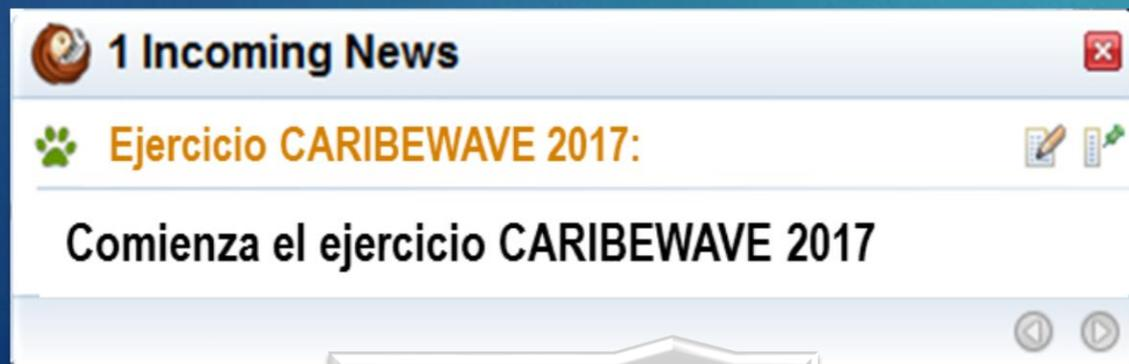 1 Incoming News
Ejercicio CARIBEWAVE 2017:
Comienza el ejercicio CARIBEWAVE 2017